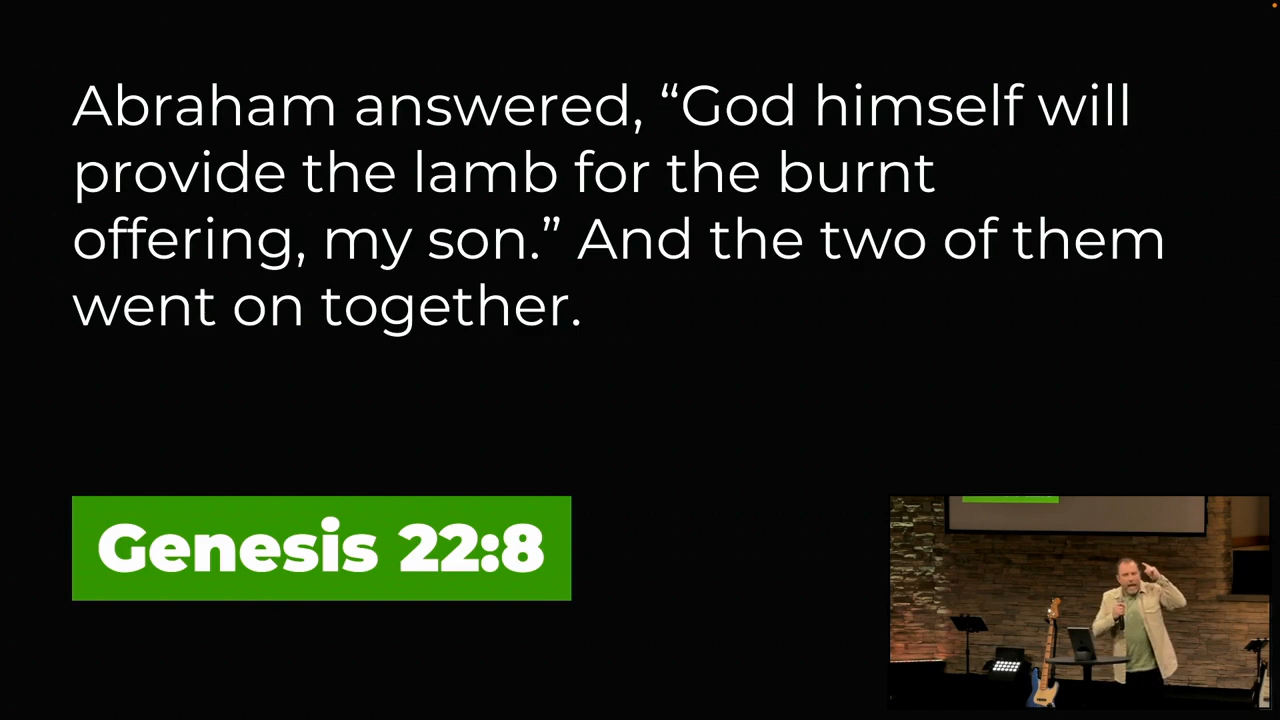 Abraham answered, “God himself will
provide the lamb for the burnt
offering, my son.” And the two of them
went on together.
Genesis 22:8